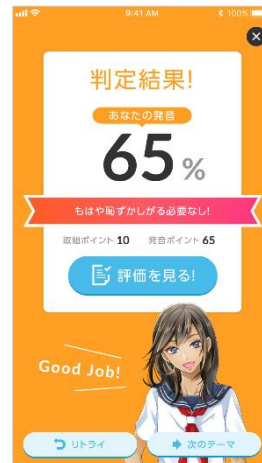 9:41 AM
100%
判定結果!
あなたの発音
65%
もはや恥ずかしがる必要なし!
取組ポイント 10 発音ポイント 65
評価を見る!
Good Job!
リトライ
次のテーマ